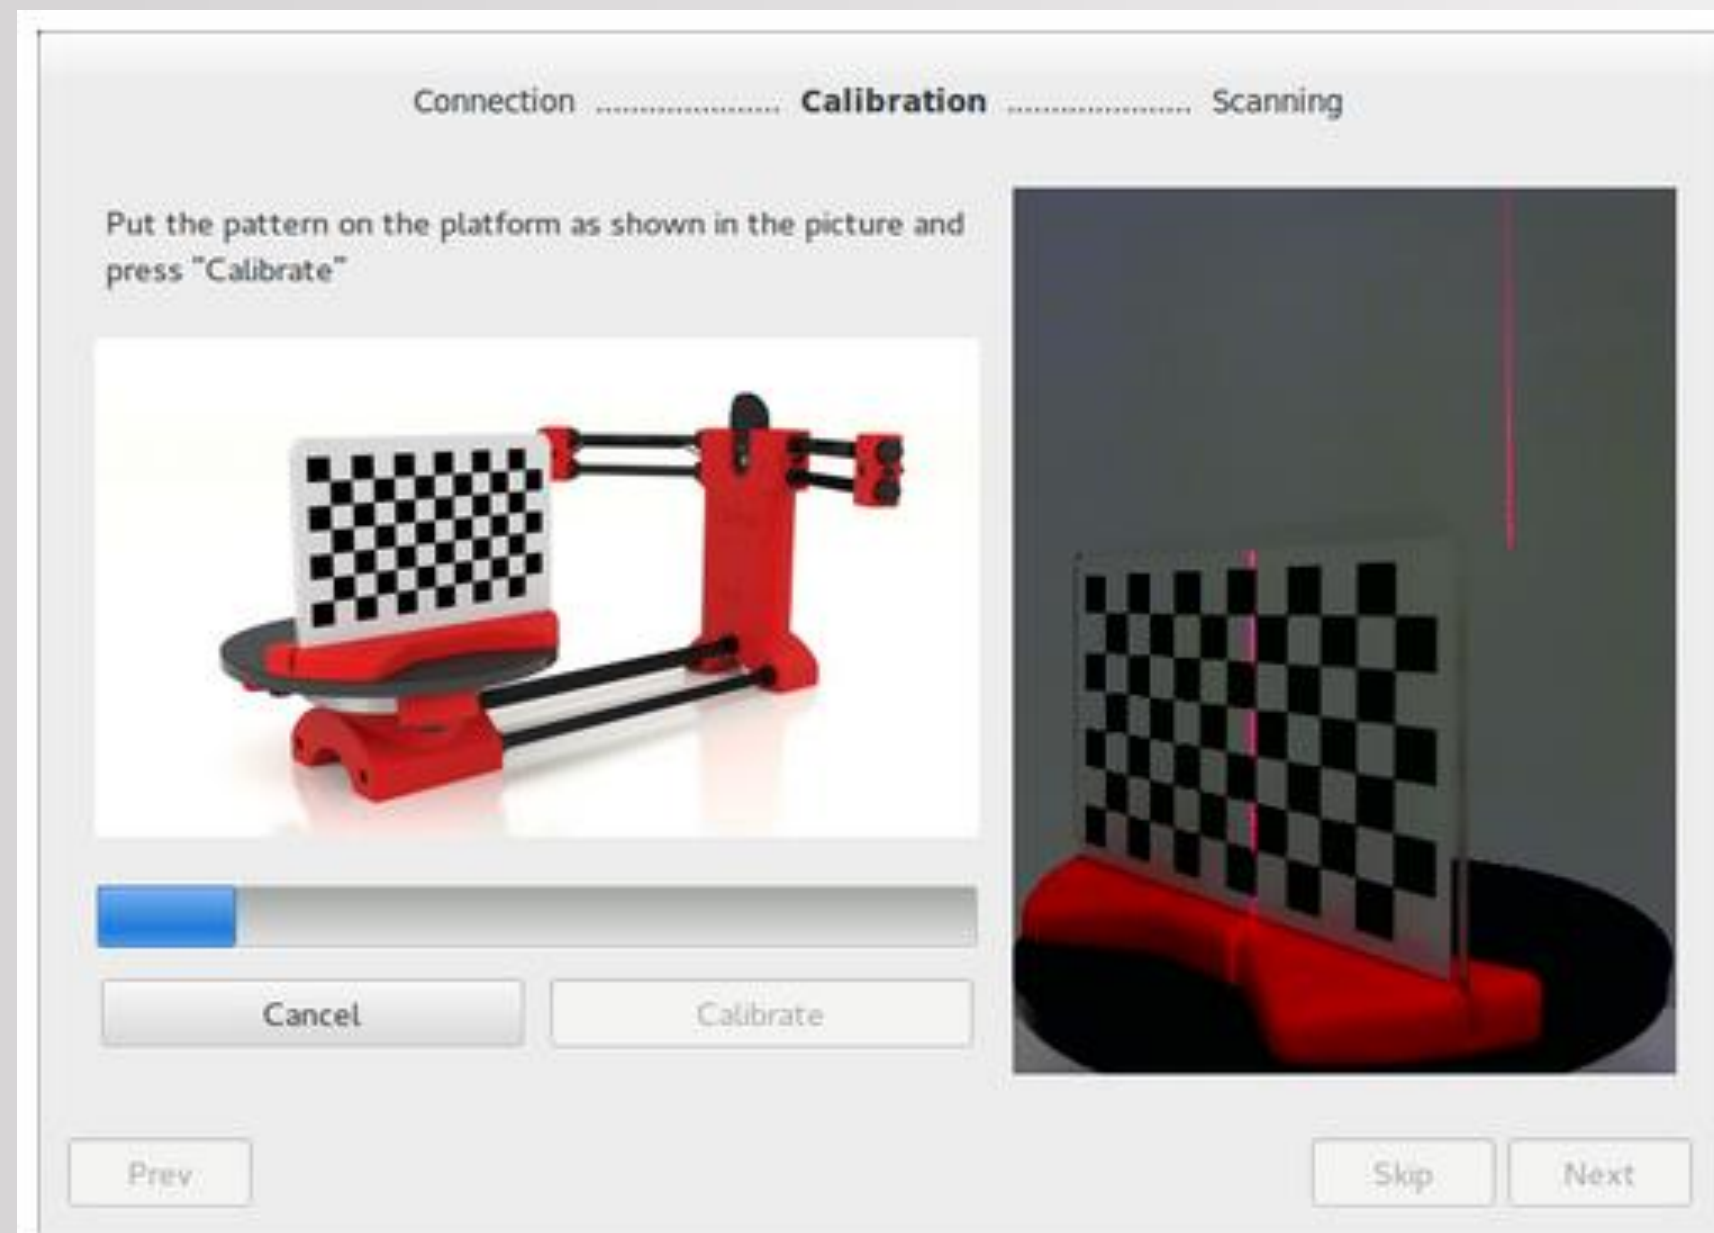 Connection ..................... Calibration ..................... Scanning
Put the pattern on the platform as shown in the picture and
press "Calibrate"
Cancel
Calibrate
Prev
Skip
Next